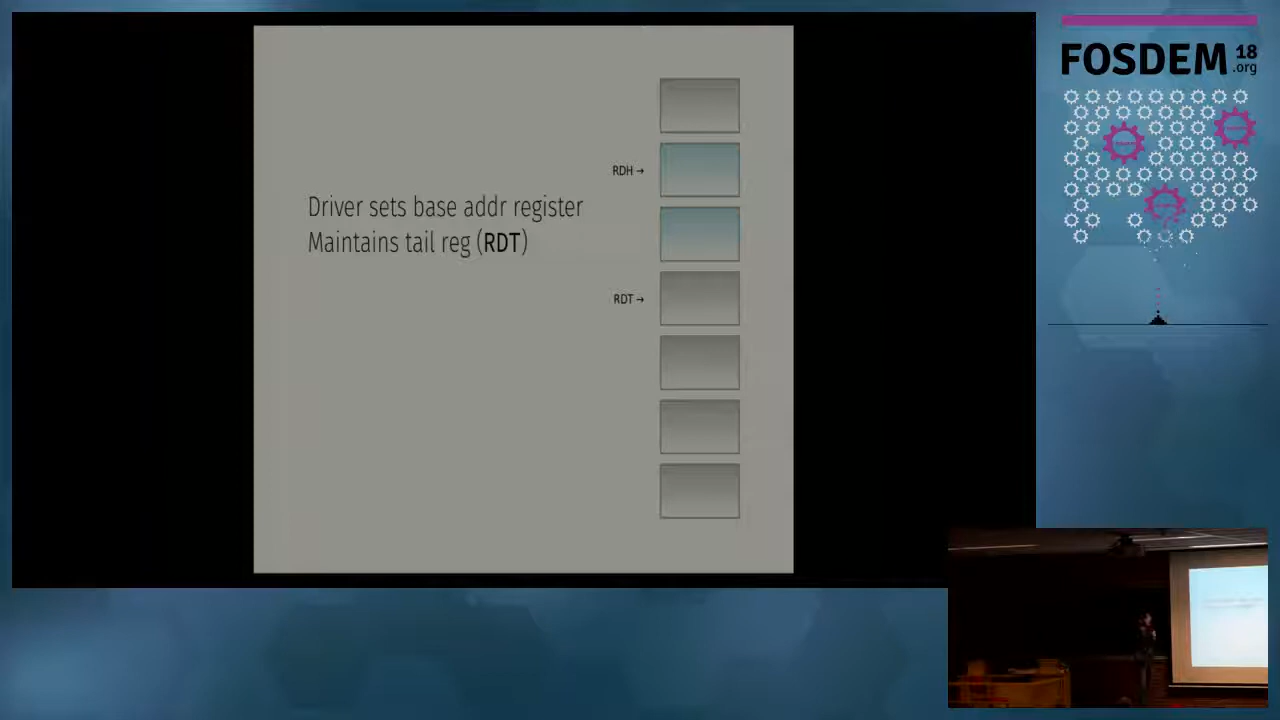 RDH →
Driver sets base addr register
Maintains tail reg (RDT)
RDT →
FOSDEM 18
.org